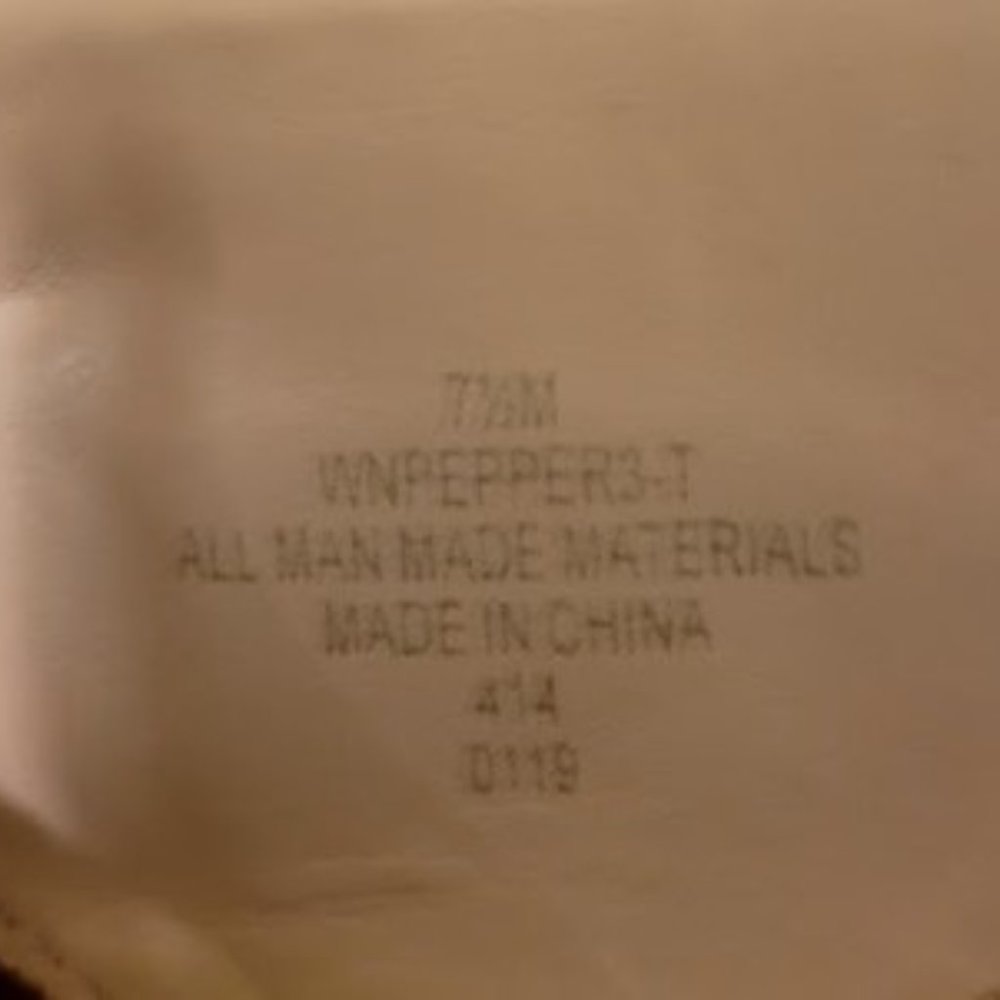 7½M
WNPEPPER3-T
ALL MAN MADE MATERIALS
MADE IN CHINA
414
0119